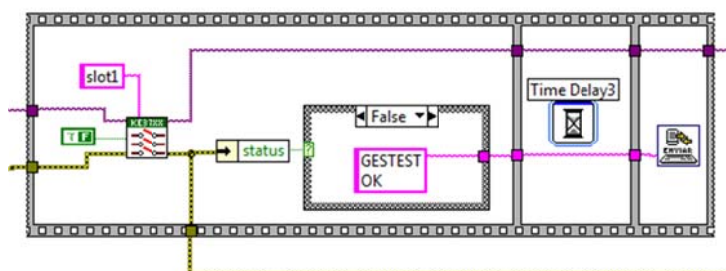 slot1
Time Delay3
KE37XX
False
T F
status
?
GESTEST
OK
ENVIAR